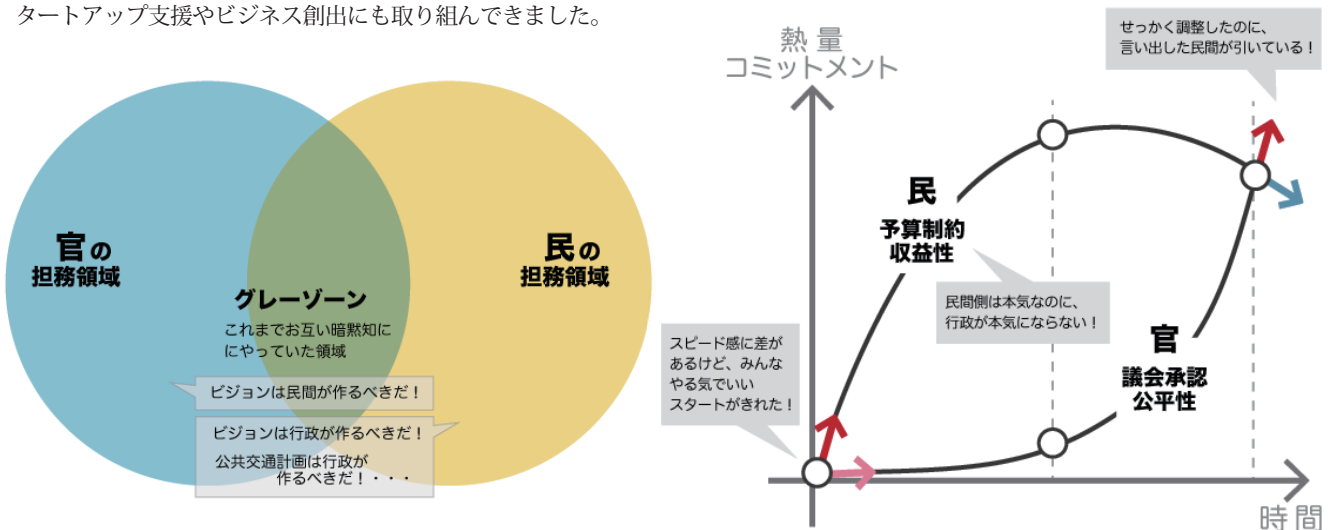 タートアップ支援やビジネス創出にも取り組んできました。
官の
担務領域
民の
担務領域
グレーゾーン
これまでお互い暗黙知に
にやっていた領域
ビジョンは民間が作るべきだ！
ビジョンは行政が作るべきだ！
公共交通計画は行政が
作るべきだ！・・・
熱量
コミットメント
せっかく調整したのに、
言い出した民間が引いている！
民
予算制約
収益性
民間側は本気なのに、
行政が本気にならない！
スピード感に差が
あるけど、みんな
やる気でいい
スタートがきれた！
官
議会承認
公平性
時間